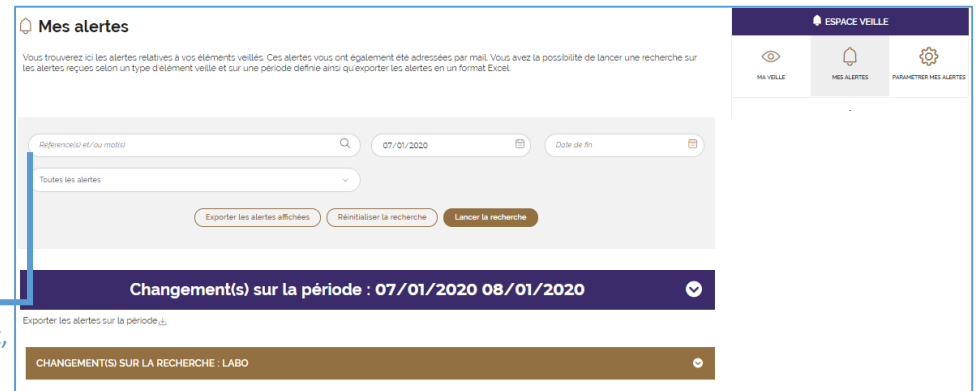 Mes alertes
Vous trouverez ici les alertes relatives à vos éléments veillés. Ces alertes vous ont également été adressées par mail. Vous avez la possibilité de lancer une recherche sur
les alertes reçues selon un type d'élément veillé et sur une période définie ainsi qu'exporter les alertes en un format Excel.
ESPACE VEILLE
MA VEILLE
MES ALERTES
PARAMÉTRER MES ALERTES
Référence(s) et/ou mot(s)
07/01/2020
Date de fin
Toutes les alertes
Exporter les alertes affichées
Réinitialiser la recherche
Lancer la recherche
Changement(s) sur la période : 07/01/2020 08/01/2020
Exporter les alertes sur la période
CHANGEMENT(S) SUR LA RECHERCHE : LABO